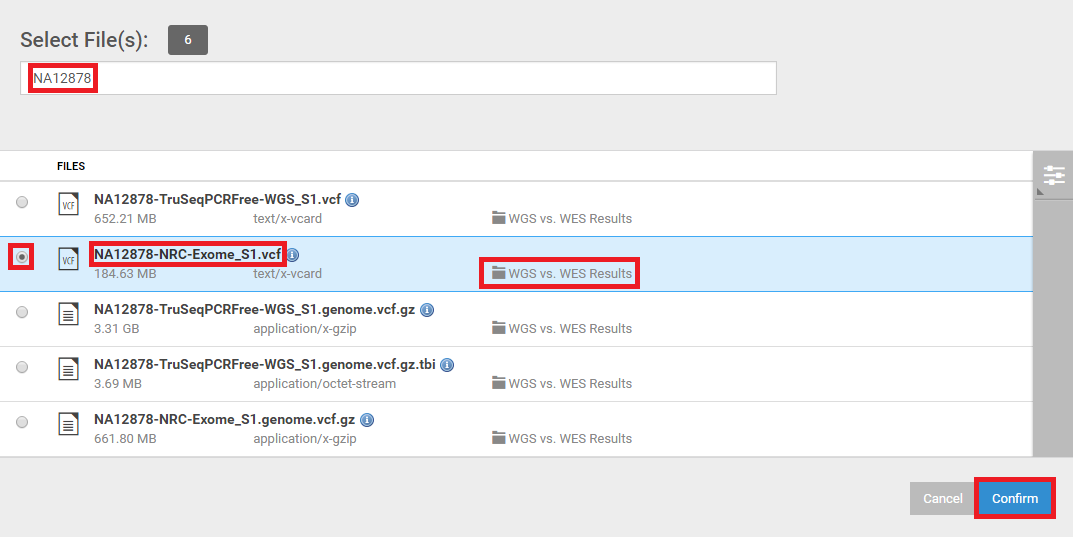 Select File(s): 6
NA12878
FILES
NA12878-TruSeqPCRFree-WGS_S1.vcf
652.21 MB text/x-vcard WGS vs. WES Results
NA12878-NRC-Exome_S1.vcf
184.63 MB text/x-vcard WGS vs. WES Results
NA12878-TruSeqPCRFree-WGS_S1.genome.vcf.gz
3.31 GB application/x-gzip WGS vs. WES Results
NA12878-TruSeqPCRFree-WGS_S1.genome.vcf.gz.tbi
3.69 MB application/octet-stream WGS vs. WES Results
NA12878-NRC-Exome_S1.genome.vcf.gz
661.80 MB application/x-gzip WGS vs. WES Results
Cancel Confirm